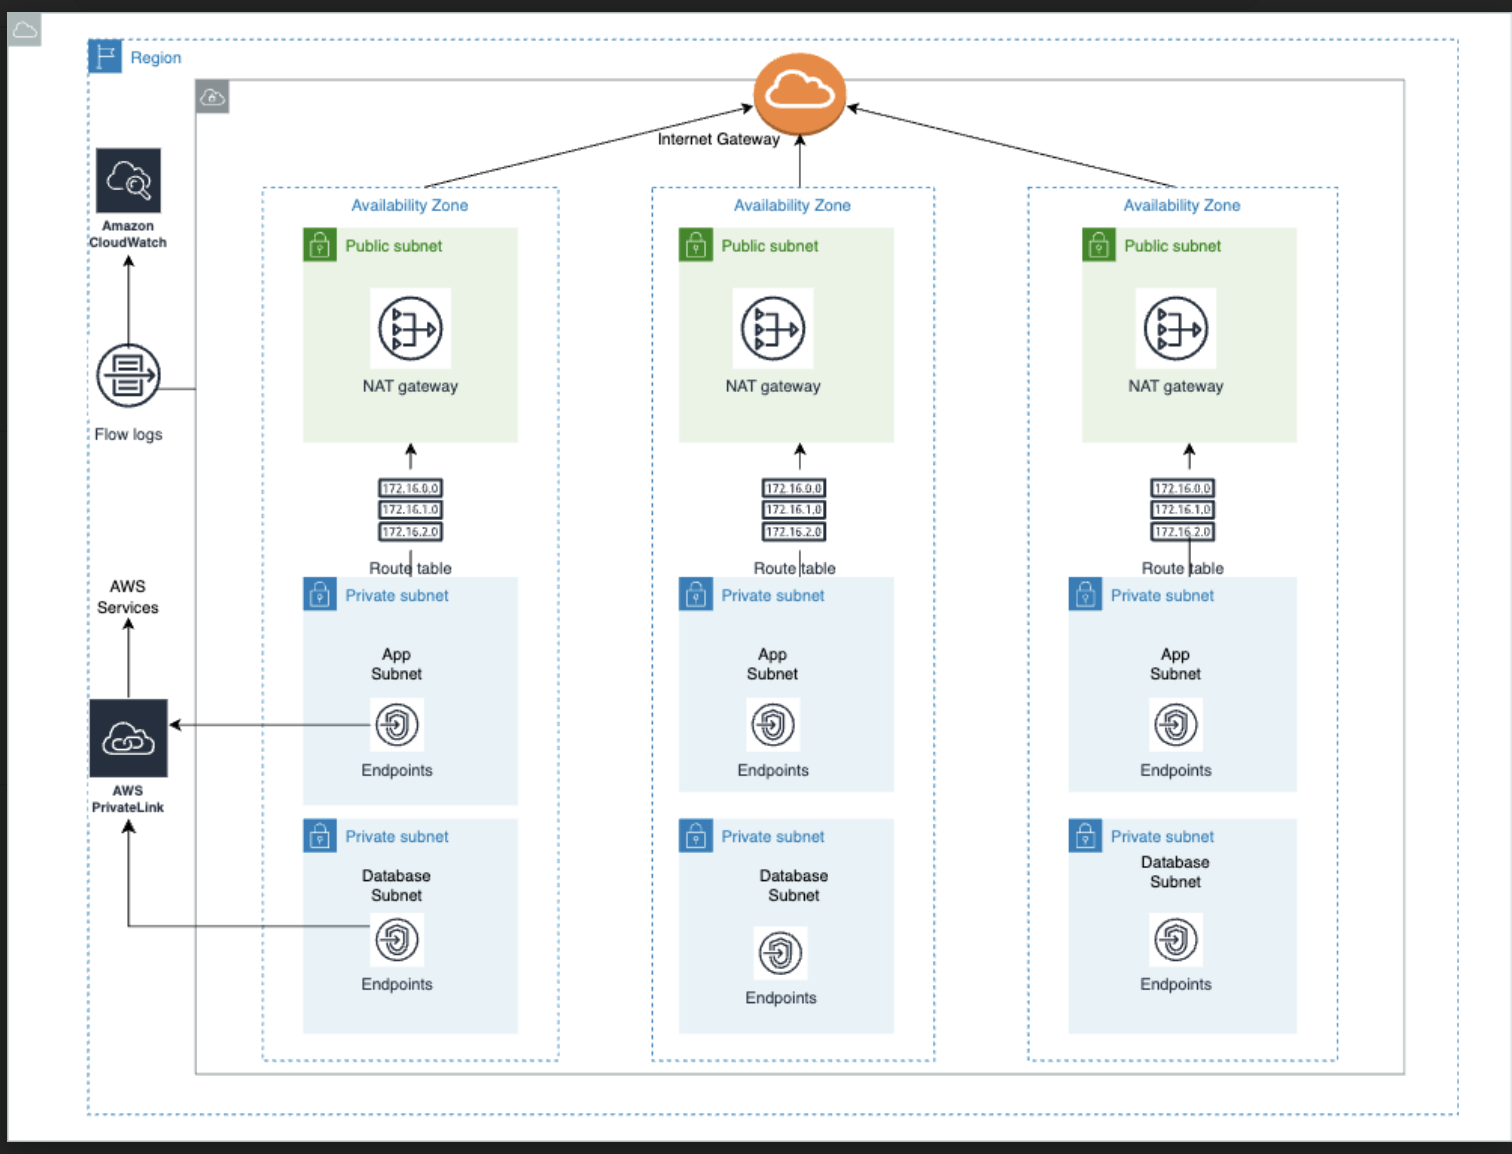 Region
Internet Gateway
Amazon
CloudWatch
Flow logs
AWS
Services
AWS
PrivateLink
Availability Zone
Public subnet
NAT gateway
172.16.0.0
172.16.1.0
172.16.2.0
Route table
Private subnet
App
Subnet
Endpoints
Private subnet
Database
Subnet
Endpoints
Availability Zone
Public subnet
NAT gateway
172.16.0.0
172.16.1.0
172.16.2.0
Route table
Private subnet
App
Subnet
Endpoints
Private subnet
Database
Subnet
Endpoints
Availability Zone
Public subnet
NAT gateway
172.16.0.0
172.16.1.0
172.16.2.0
Route table
Private subnet
App
Subnet
Endpoints
Private subnet
Database
Subnet
Endpoints